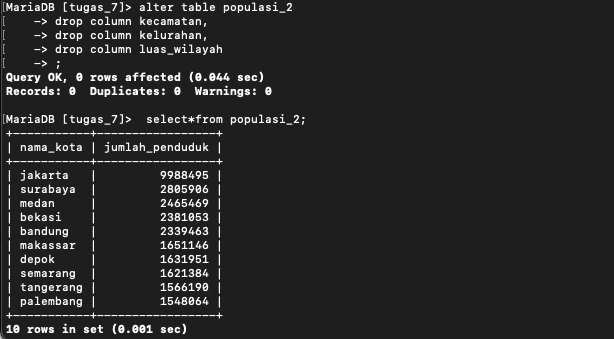 [MariaDB [tugas_7]> alter table populasi_2
[    -> drop column kecamatan,
[    -> drop column kelurahan,
[    -> drop column luas_wilayah
[    -> ;
Query OK, 0 rows affected (0.044 sec)
Records: 0  Duplicates: 0  Warnings: 0

[MariaDB [tugas_7]>  select*from populasi_2;
+-----------+-----------------+
| nama_kota | jumlah_penduduk |
+-----------+-----------------+
| jakarta   |         9988495 |
| surabaya  |         2805906 |
| medan     |         2465469 |
| bekasi    |         2381053 |
| bandung   |         2339463 |
| makassar  |         1651146 |
| depok     |         1631951 |
| semarang  |         1621384 |
| tangerang |         1566190 |
| palembang |         1548064 |
+-----------+-----------------+
10 rows in set (0.001 sec)